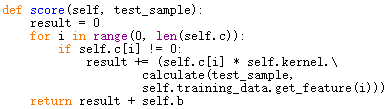 def score(self, test_sample):
    result = 0
    for i in range(0, len(self.c)):
        if self.c[i] != 0:
            result += (self.c[i] * self.kernel.\
                    calculate(test_sample,
                    self.training_data.get_feature(i)))
    return result + self.b